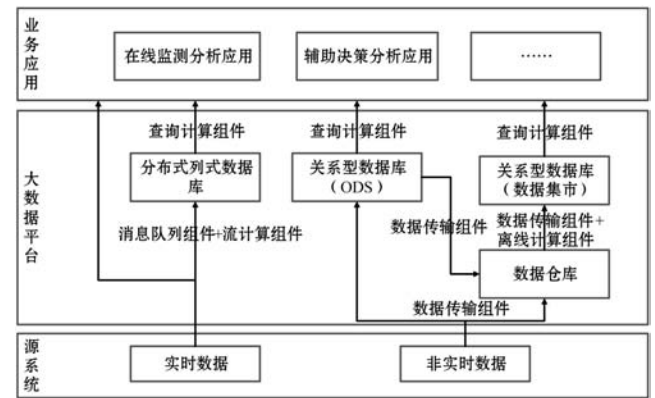 业务应用
在线监测分析应用
辅助决策分析应用
……
大数据平台
查询计算组件
查询计算组件
查询计算组件
分布式列式数据
库
关系型数据库
（ODS）
关系型数据库
（数据集市）
消息队列组件+流计算组件
数据传输组件
数据传输组件+
离线计算组件
数据仓库
数据传输组件
源系统
实时数据
非实时数据